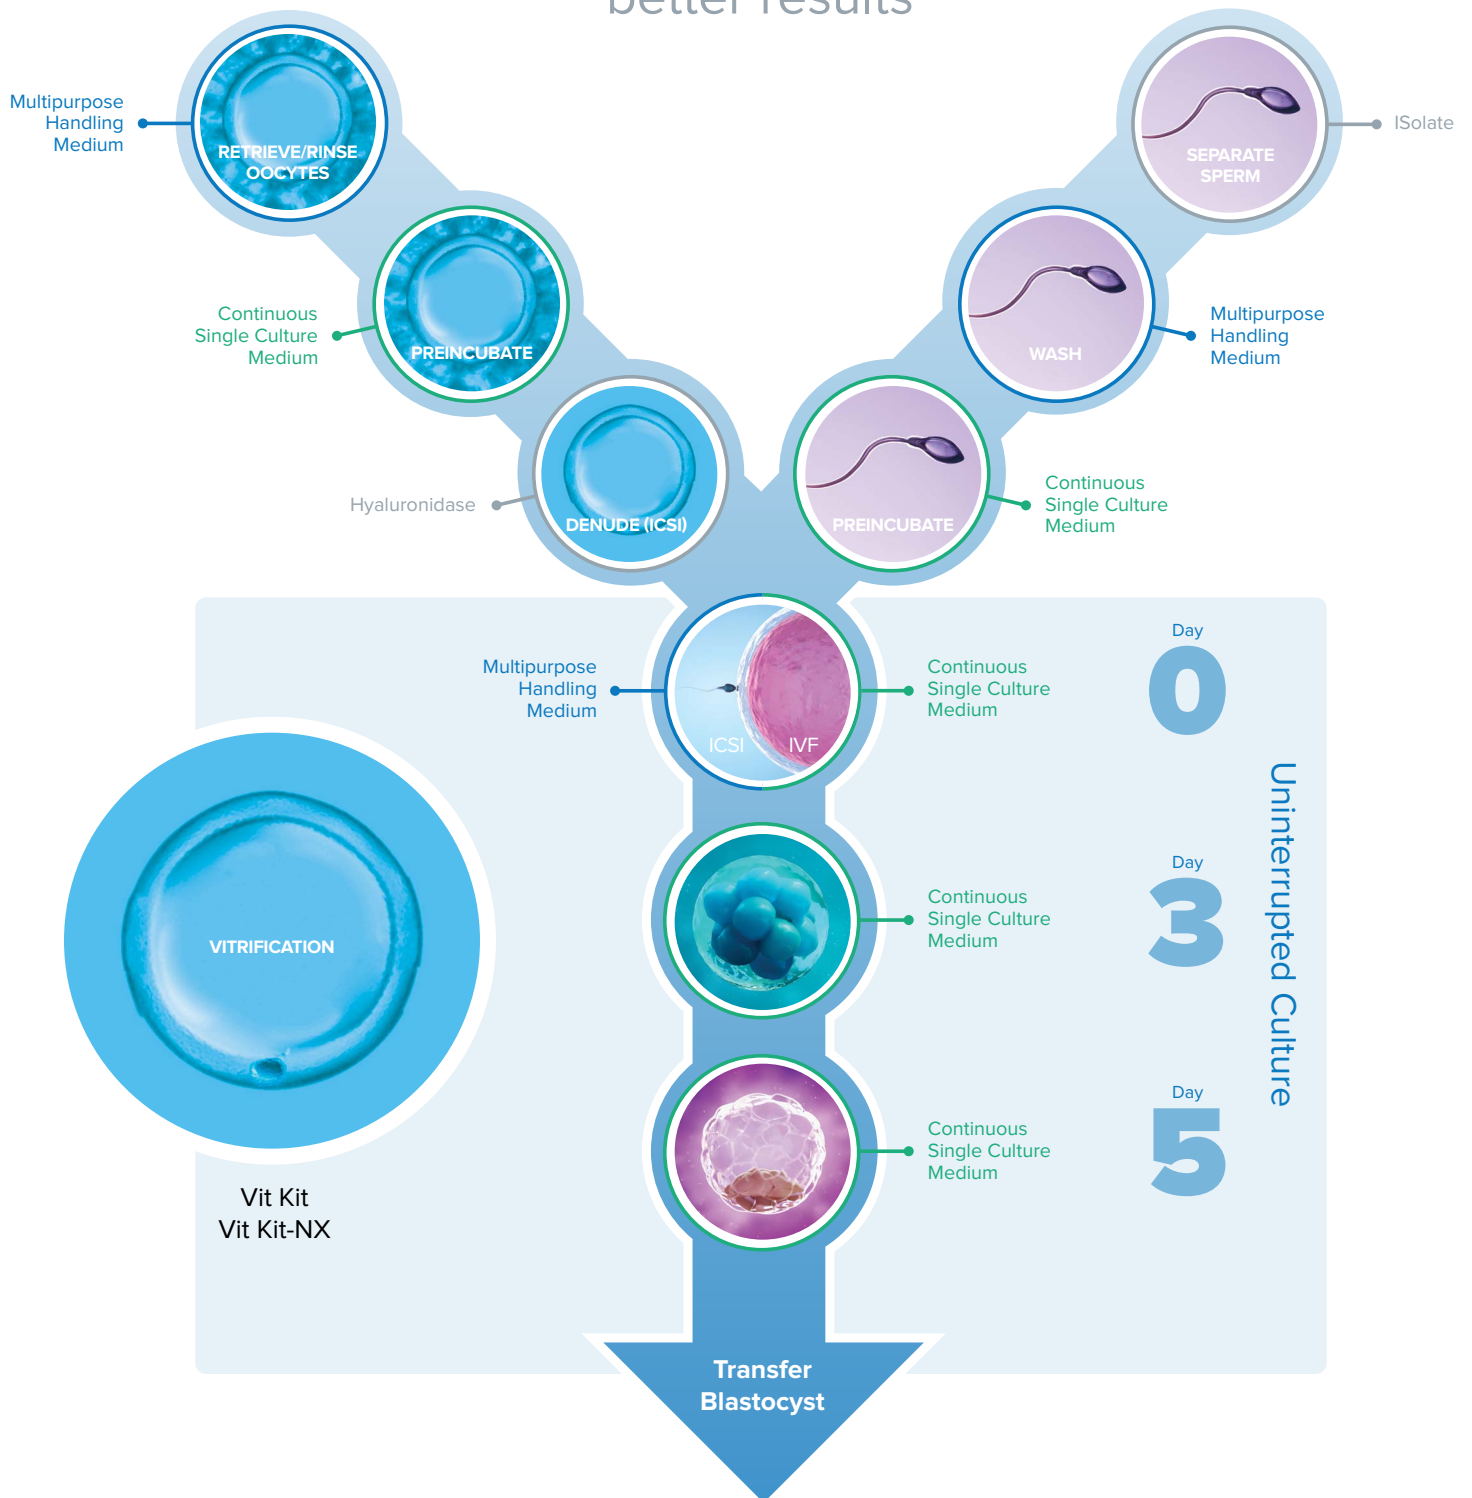 better results
Multipurpose
Handling
Medium
RETRIEVE/RINSE
OOCYTES
SEPARATE
SPERM
ISolate
Continuous
Single Culture
Medium
PREINCUBATE
WASH
Multipurpose
Handling
Medium
Hyaluronidase
DENUDE (ICSI)
PREINCUBATE
Continuous
Single Culture
Medium
Multipurpose
Handling
Medium
ICSI
IVF
Continuous
Single Culture
Medium
Day
0
VITRIFICATION
Continuous
Single Culture
Medium
Day
3
Uninterrupted Culture
Continuous
Single Culture
Medium
Day
5
Vit Kit
Vit Kit-NX
Transfer
Blastocyst